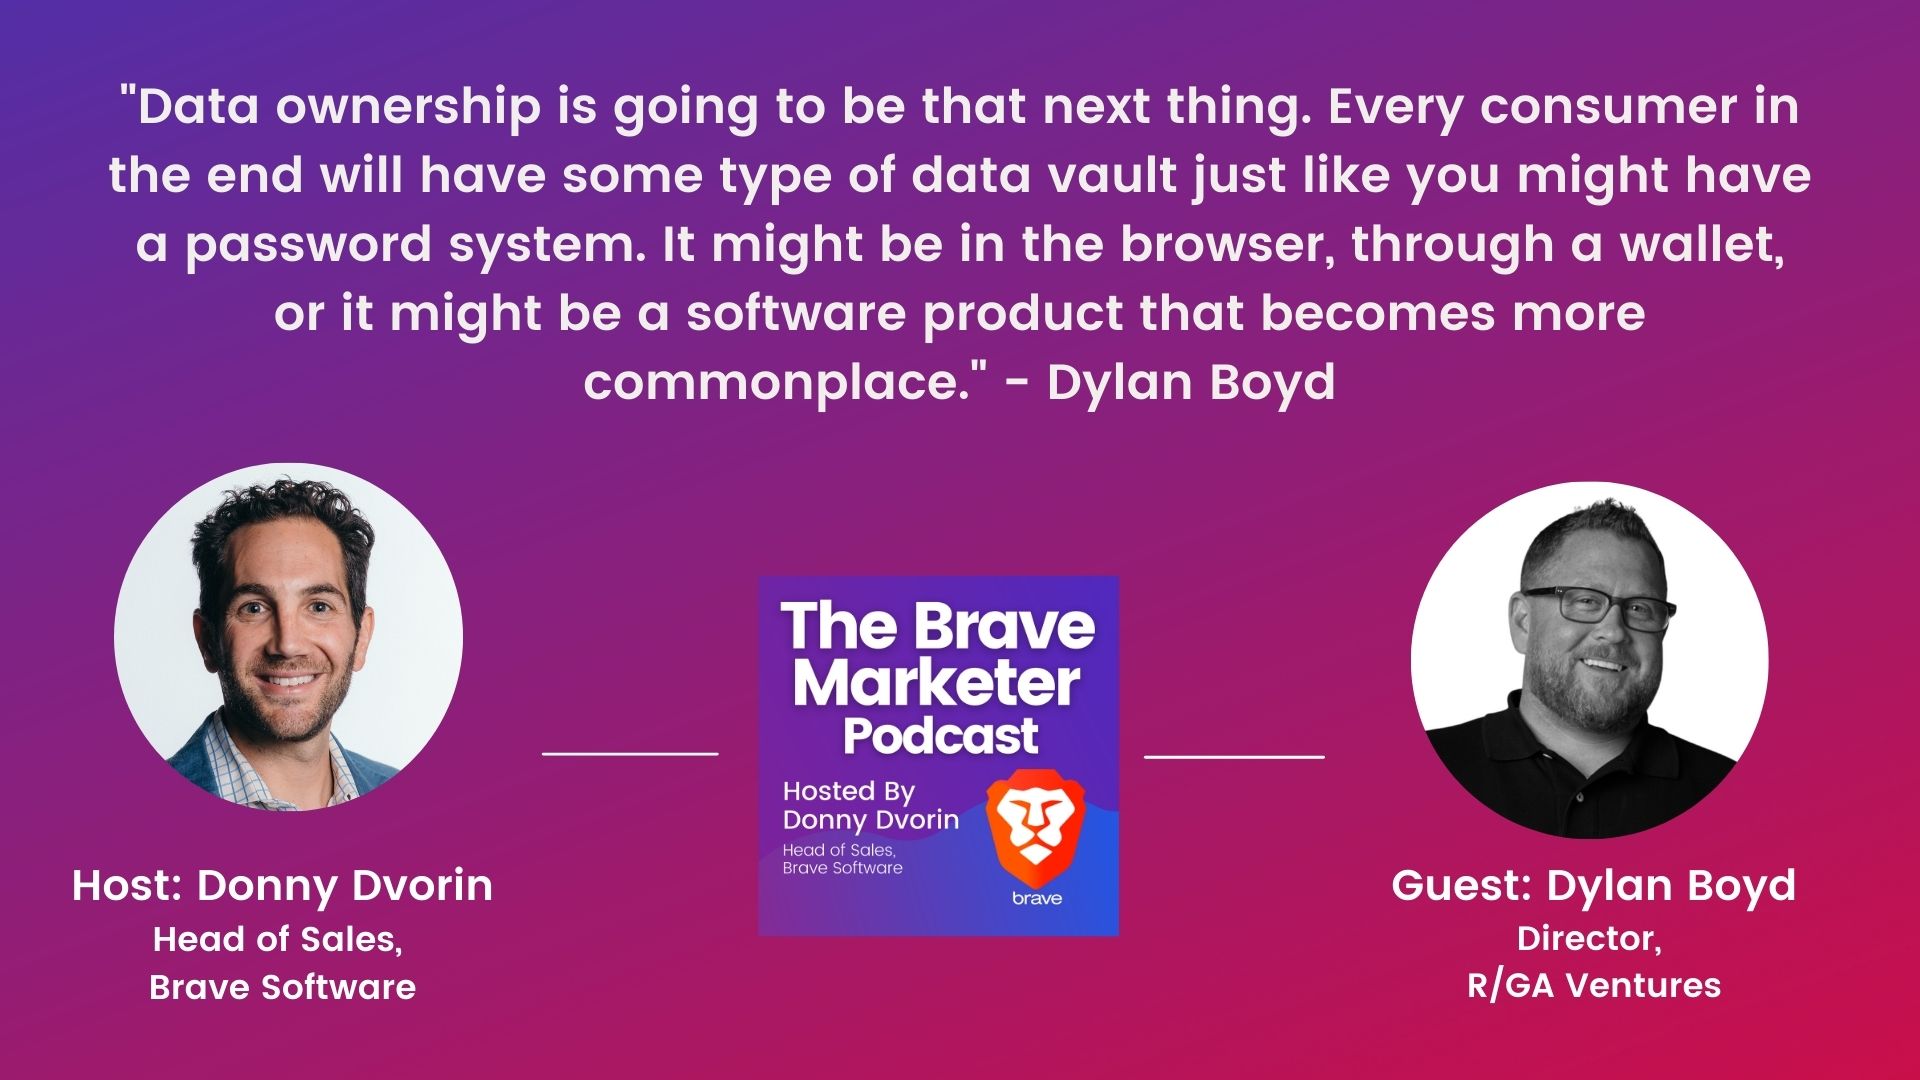 "Data ownership is going to be that next thing. Every consumer in
the end will have some type of data vault just like you might have
a password system. It might be in the browser, through a wallet,
or it might be a software product that becomes more
commonplace." - Dylan Boyd
The Brave
Marketer
Podcast
Hosted By
Donny Dvorin
Head of Sales,
Brave Software
brave
Host: Donny Dvorin
Head of Sales,
Brave Software
Guest: Dylan Boyd
Director,
R/GA Ventures